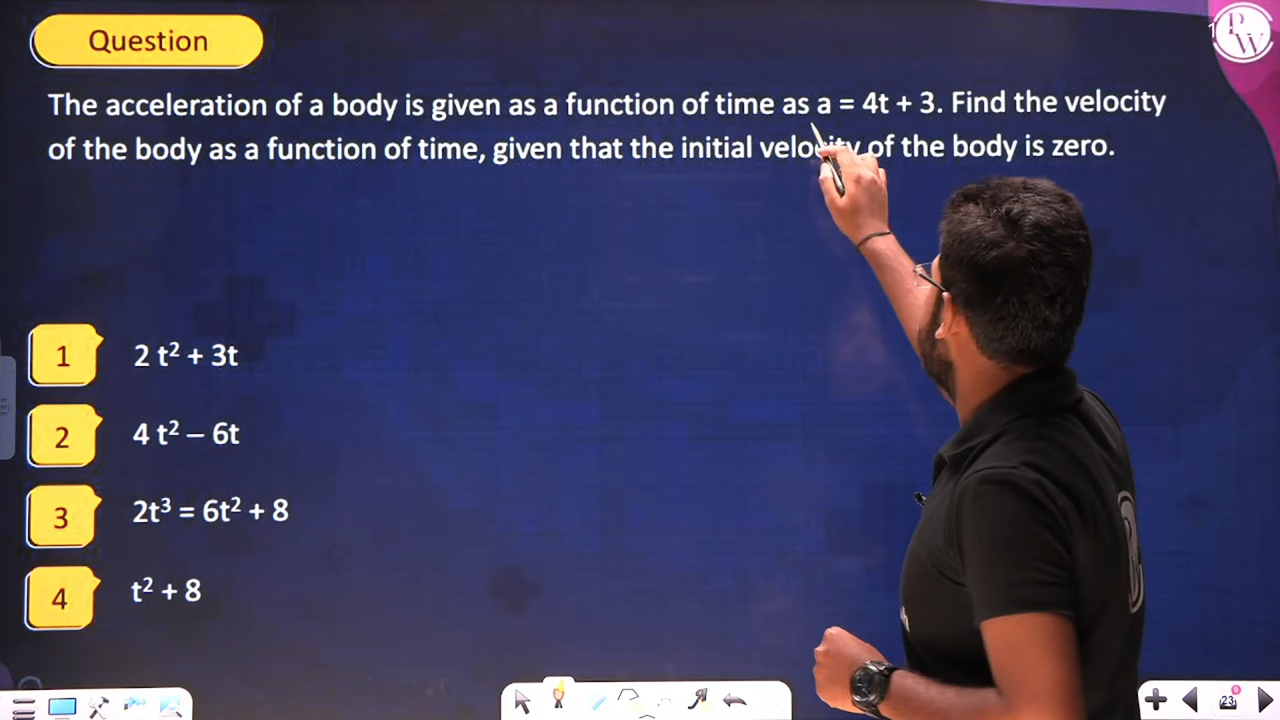 Question
The acceleration of a body is given as a function of time as a = 4t + 3. Find the velocity
of the body as a function of time, given that the initial velocity of the body is zero.
1 2 t² + 3t
2 4 t² – 6t
3 2t³ = 6t² + 8
4 t² + 8
PW
23